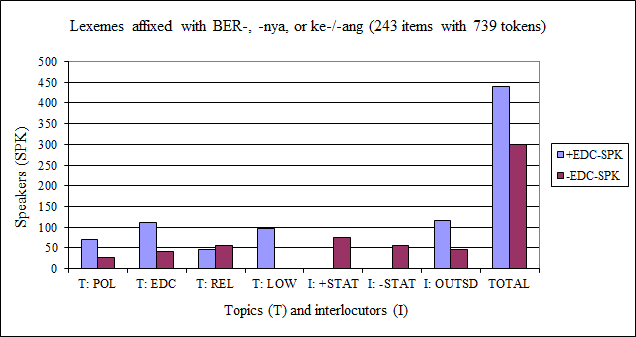 Lexemes affixed with BER-, -nya, or ke-/-ang (243 items with 739 tokens)
500
450
400
350
300
250
200
150
100
50
0
Speakers (SPK)
T: POL T: EDC T: REL T: LOW I: +STAT I: -STAT I: OUTSD TOTAL
Topics (T) and interlocutors (I)
+EDC-SPK
-EDC-SPK